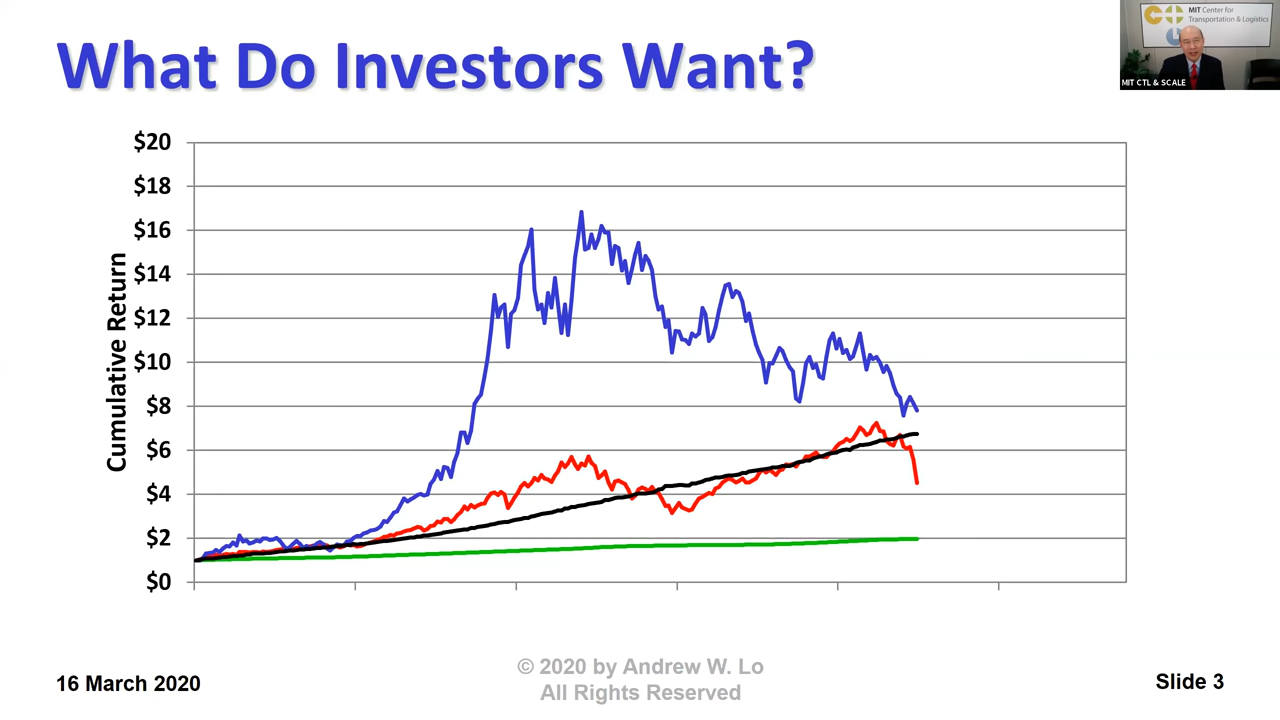 What Do Investors Want?
MIT Center for
Transportation & Logistics
MIT CTL & SCALE
$20
$18
$16
$14
$12
$10
$8
$6
$4
$2
$0
Cumulative Return
16 March 2020
© 2020 by Andrew W. Lo
All Rights Reserved
Slide 3